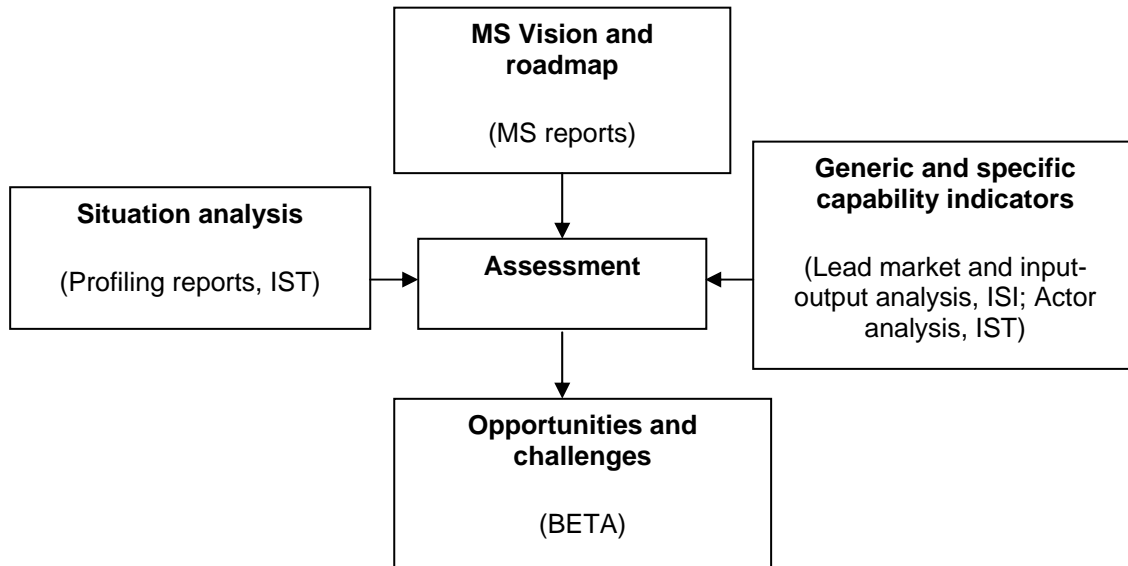 MS Vision and
roadmap
(MS reports)
Situation analysis
(Profiling reports, IST)
Assessment
Generic and specific
capability indicators
(Lead market and input-
output analysis, ISI; Actor
analysis, IST)
Opportunities and
challenges
(BETA)